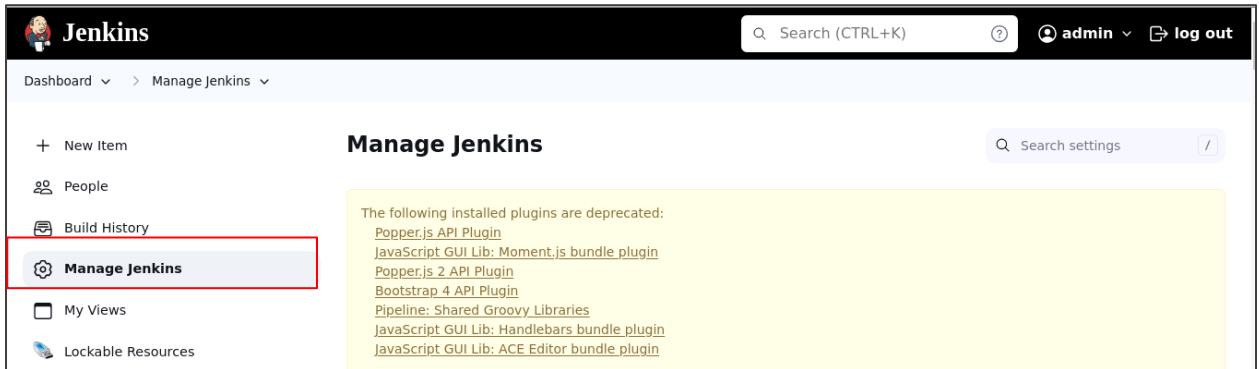 Jenkins
Search (CTRL+K)
?
admin
log out
Dashboard
Manage Jenkins
New Item
People
Build History
Manage Jenkins
My Views
Lockable Resources
Manage Jenkins
Search settings
/
The following installed plugins are deprecated:
Popper.js API Plugin
JavaScript GUI Lib: Moment.js bundle plugin
Popper.js 2 API Plugin
Bootstrap 4 API Plugin
Pipeline: Shared Groovy Libraries
JavaScript GUI Lib: Handlebars bundle plugin
JavaScript GUI Lib: ACE Editor bundle plugin